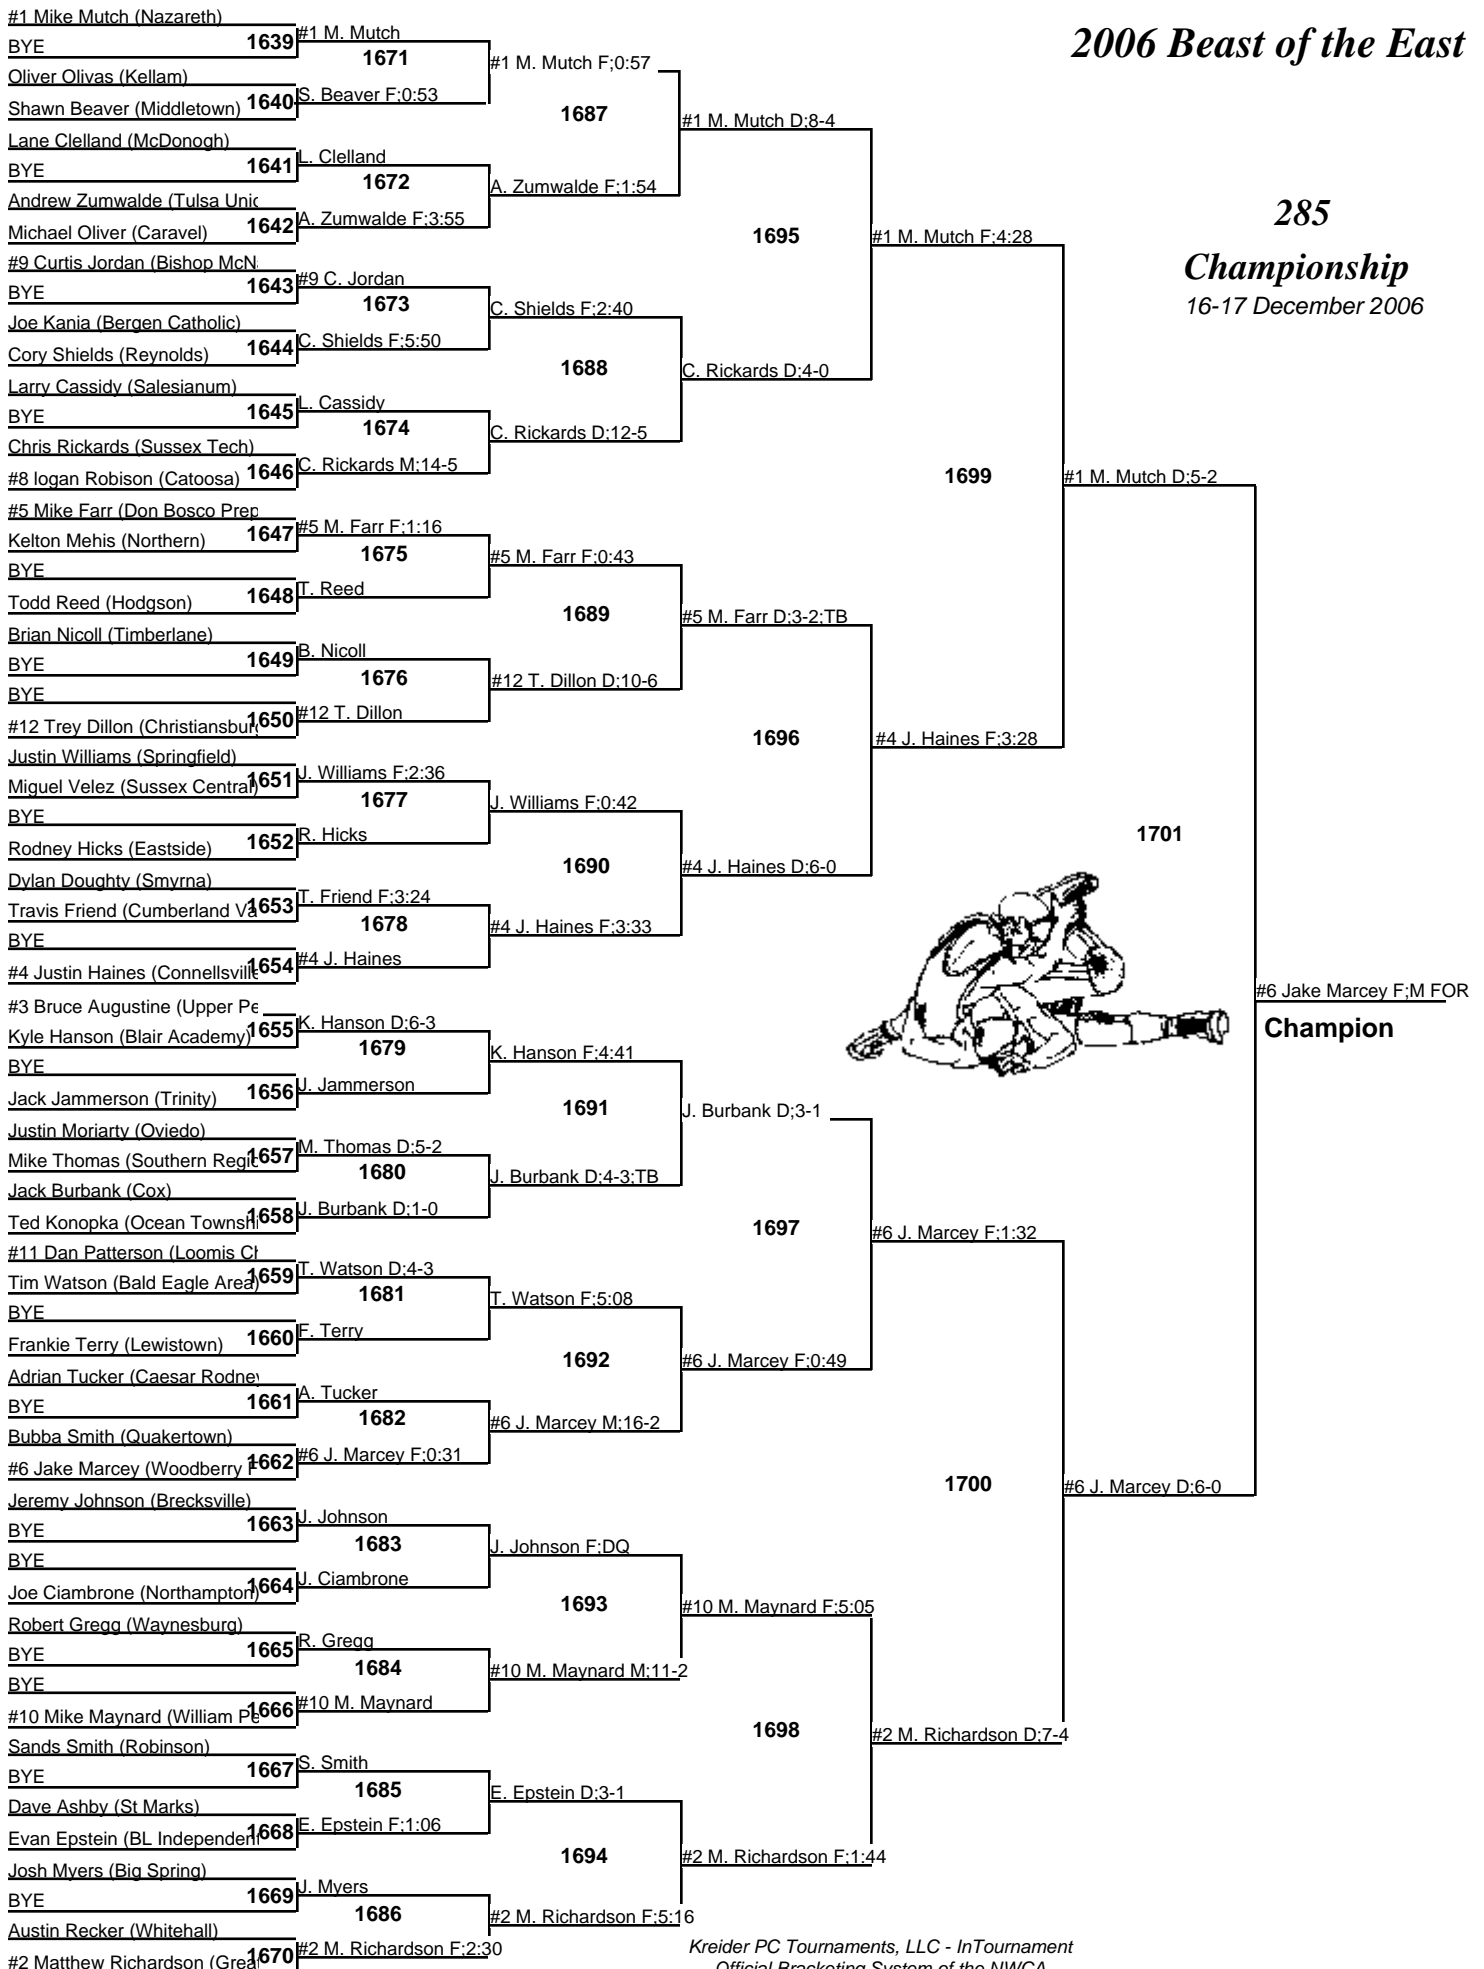 2006 Beast of the East
285
Championship
16-17 December 2006
#1 Mike Mutch (Nazareth)
BYE
1639
Oliver Olivas (Kellam)
Shawn Beaver (Middletown)
1640
Lane Clelland (McDonogh)
BYE
1641
Andrew Zumwalde (Tulsa Unio
Michael Oliver (Caravel)
1642
#9 Curtis Jordan (Bishop McN
BYE
1643
Joe Kania (Bergen Catholic)
Cory Shields (Reynolds)
1644
Larry Cassidy (Salesianum)
BYE
1645
Chris Rickards (Sussex Tech)
#8 logan Robison (Catoosa)
1646
#5 Mike Farr (Don Bosco Prep
Kelton Mehis (Northern)
1647
BYE
Todd Reed (Hodgson)
1648
Brian Nicoll (Timberlane)
BYE
1649
BYE
#12 Trey Dillon (Christiansburg
1650
Justin Williams (Springfield)
Miguel Velez (Sussex Central)
1651
BYE
Rodney Hicks (Eastside)
1652
Dylan Doughty (Smyrna)
Travis Friend (Cumberland Va
1653
BYE
#4 Justin Haines (Connellsville
1654
#3 Bruce Augustine (Upper Pe
Kyle Hanson (Blair Academy)
1655
BYE
Jack Jammerson (Trinity)
1656
Justin Moriarty (Oviedo)
Mike Thomas (Southern Regio
1657
Jack Burbank (Cox)
Ted Konopka (Ocean Townshi
1658
#11 Dan Patterson (Loomis Ch
Tim Watson (Bald Eagle Area)
1659
BYE
Frankie Terry (Lewistown)
1660
Adrian Tucker (Caesar Rodney
BYE
1661
Bubba Smith (Quakertown)
#6 Jake Marcey (Woodberry F
1662
Jeremy Johnson (Brecksville)
BYE
1663
BYE
Joe Ciambrone (Northampton)
1664
Robert Gregg (Waynesburg)
BYE
1665
BYE
#10 Mike Maynard (William Pe
1666
Sands Smith (Robinson)
BYE
1667
Dave Ashby (St Marks)
Evan Epstein (BL Independent
1668
Josh Myers (Big Spring)
BYE
1669
Austin Recker (Whitehall)
#2 Matthew Richardson (Grea
1670
#1 M. Mutch
1671
S. Beaver F;0:53
L. Clelland
1672
A. Zumwalde F;3:55
#9 C. Jordan
1673
C. Shields F;5:50
L. Cassidy
1674
C. Rickards M;14-5
#5 M. Farr F;1:16
1675
T. Reed
B. Nicoll
1676
#12 T. Dillon
J. Williams F;2:36
1677
R. Hicks
T. Friend F;3:24
1678
#4 J. Haines
K. Hanson D;6-3
1679
J. Jammerson
M. Thomas D;5-2
1680
J. Burbank D;1-0
T. Watson D;4-3
1681
F. Terry
A. Tucker
1682
#6 J. Marcey F;0:31
J. Johnson
1683
J. Ciambrone
R. Gregg
1684
#10 M. Maynard
S. Smith
1685
E. Epstein F;1:06
J. Myers
1686
#2 M. Richardson F;2:30
#1 M. Mutch F;0:57
1687
A. Zumwalde F;1:54
C. Shields F;2:40
1688
C. Rickards D;12-5
#5 M. Farr F;0:43
1689
#12 T. Dillon D;10-6
J. Williams F;0:42
1690
#4 J. Haines F;3:33
K. Hanson F;4:41
1691
J. Burbank D;4-3;TB
T. Watson F;5:08
1692
#6 J. Marcey M;16-2
J. Johnson F;DQ
1693
#10 M. Maynard M;11-2
E. Epstein D;3-1
1694
#2 M. Richardson F;5:16
#1 M. Mutch D;8-4
1695
C. Rickards D;4-0
#5 M. Farr D;3-2;TB
1696
#4 J. Haines D;6-0
J. Burbank D;3-1
1697
#6 J. Marcey F;0:49
#10 M. Maynard F;5:05
1698
#2 M. Richardson F;1:44
#1 M. Mutch F;4:28
1699
#4 J. Haines F;3:28
#6 J. Marcey F;1:32
1700
#2 M. Richardson D;7-4
#1 M. Mutch D;5-2
1701
#6 J. Marcey D;6-0
#6 Jake Marcey F;M FOR
Champion
Kreider PC Tournaments, LLC - InTournament
Official Bracketing System of the NWCA